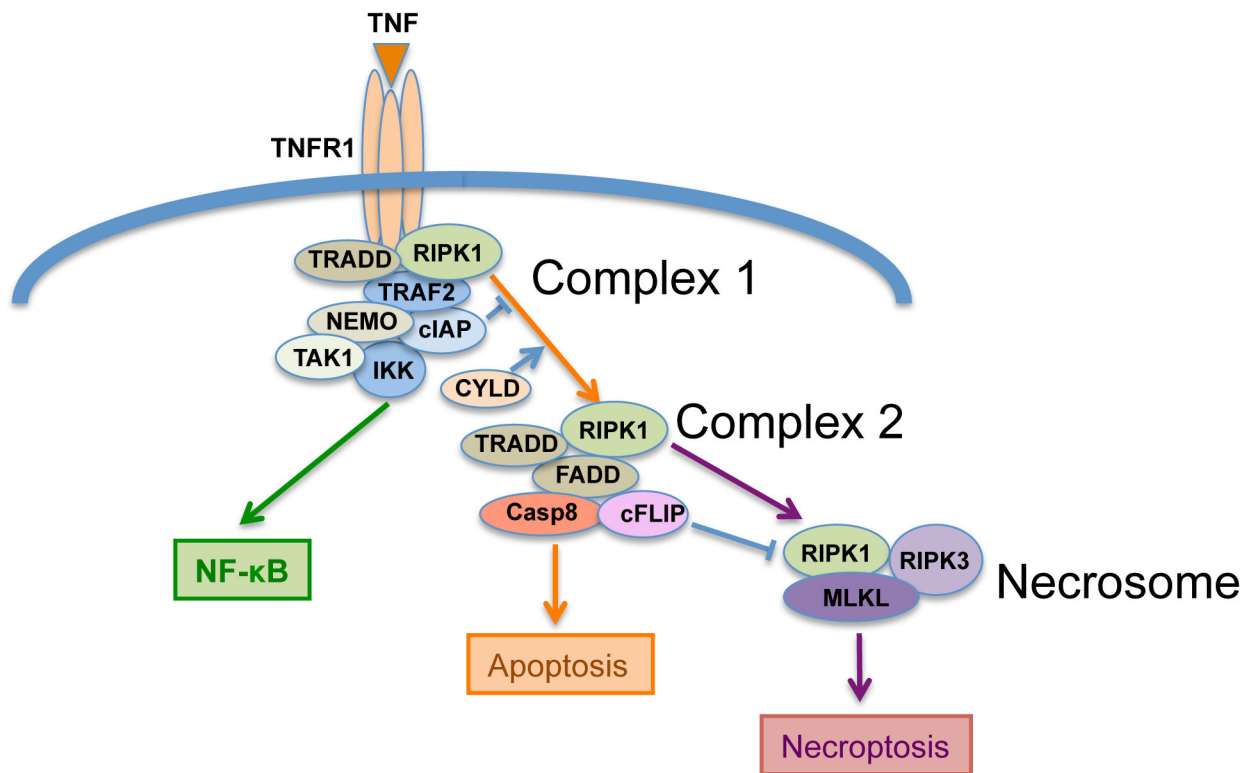 TNF
TNFR1
TRADD
RIPK1
Complex 1
TRAF2
NEMO
cIAP
TAK1
IKK
CYLD
RIPK1
Complex 2
TRADD
FADD
Casp8
cFLIP
NF-κB
RIPK1
RIPK3
Necrosome
MLKL
Apoptosis
Necroptosis